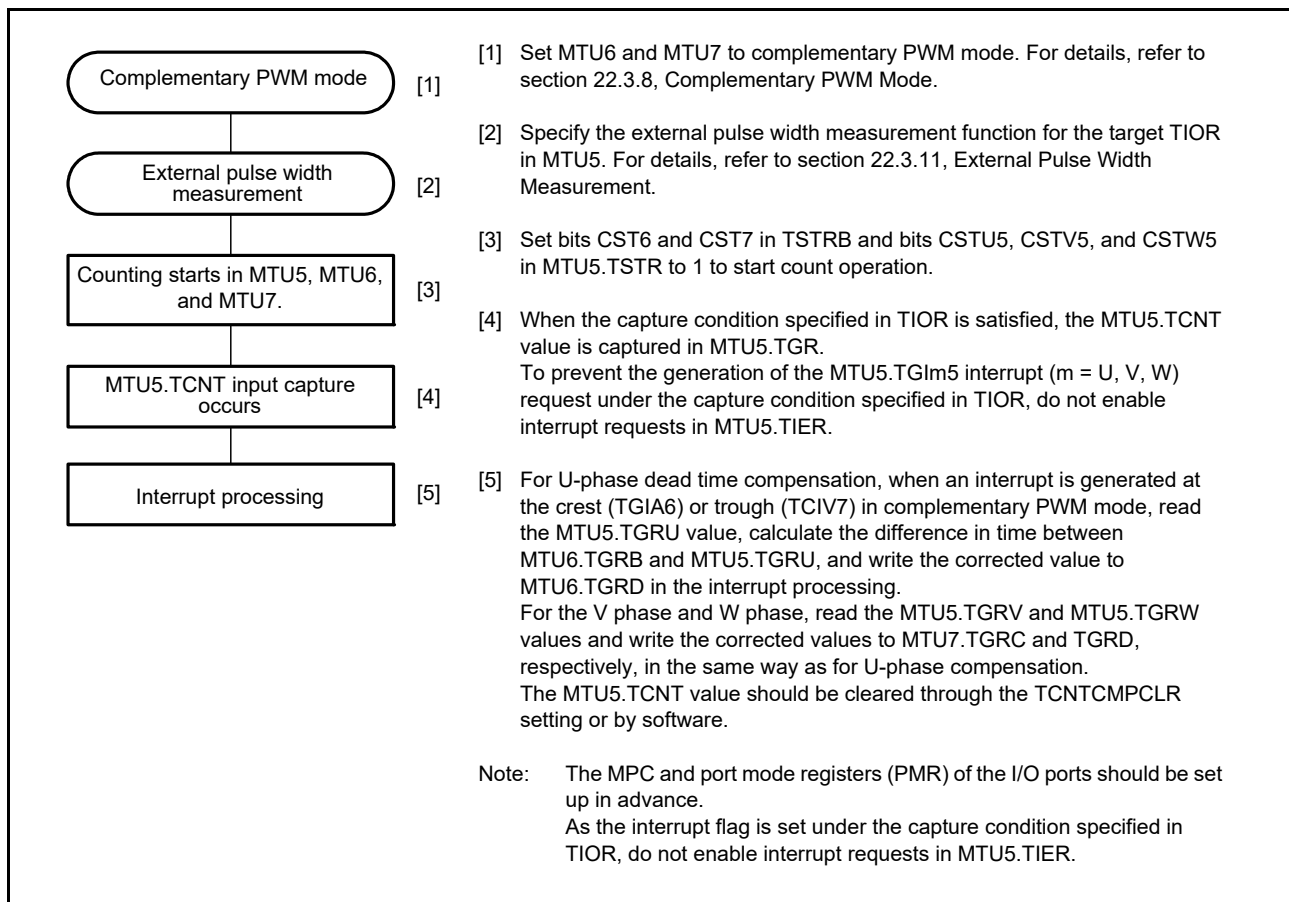 Complementary PWM mode [1]
External pulse width
measurement [2]
Counting starts in MTU5, MTU6,
and MTU7. [3]
MTU5.TCNT input capture
occurs [4]
Interrupt processing [5]
[1] Set MTU6 and MTU7 to complementary PWM mode. For details, refer to
section 22.3.8, Complementary PWM Mode.
[2] Specify the external pulse width measurement function for the target TIOR
in MTU5. For details, refer to section 22.3.11, External Pulse Width
Measurement.
[3] Set bits CST6 and CST7 in TSTRB and bits CSTU5, CSTV5, and CSTW5
in MTU5.TSTR to 1 to start count operation.
[4] When the capture condition specified in TIOR is satisfied, the MTU5.TCNT
value is captured in MTU5.TGR.
To prevent the generation of the MTU5.TGIm5 interrupt (m = U, V, W)
request under the capture condition specified in TIOR, do not enable
interrupt requests in MTU5.TIER.
[5] For U-phase dead time compensation, when an interrupt is generated at
the crest (TGIA6) or trough (TCIV7) in complementary PWM mode, read
the MTU5.TGRU value, calculate the difference in time between
MTU6.TGRB and MTU5.TGRU, and write the corrected value to
MTU6.TGRD in the interrupt processing.
For the V phase and W phase, read the MTU5.TGRV and MTU5.TGRW
values and write the corrected values to MTU7.TGRC and TGRD,
respectively, in the same way as for U-phase compensation.
The MTU5.TCNT value should be cleared through the TCNTCMPCLR
setting or by software.
Note: The MPC and port mode registers (PMR) of the I/O ports should be set
up in advance.
As the interrupt flag is set under the capture condition specified in
TIOR, do not enable interrupt requests in MTU5.TIER.